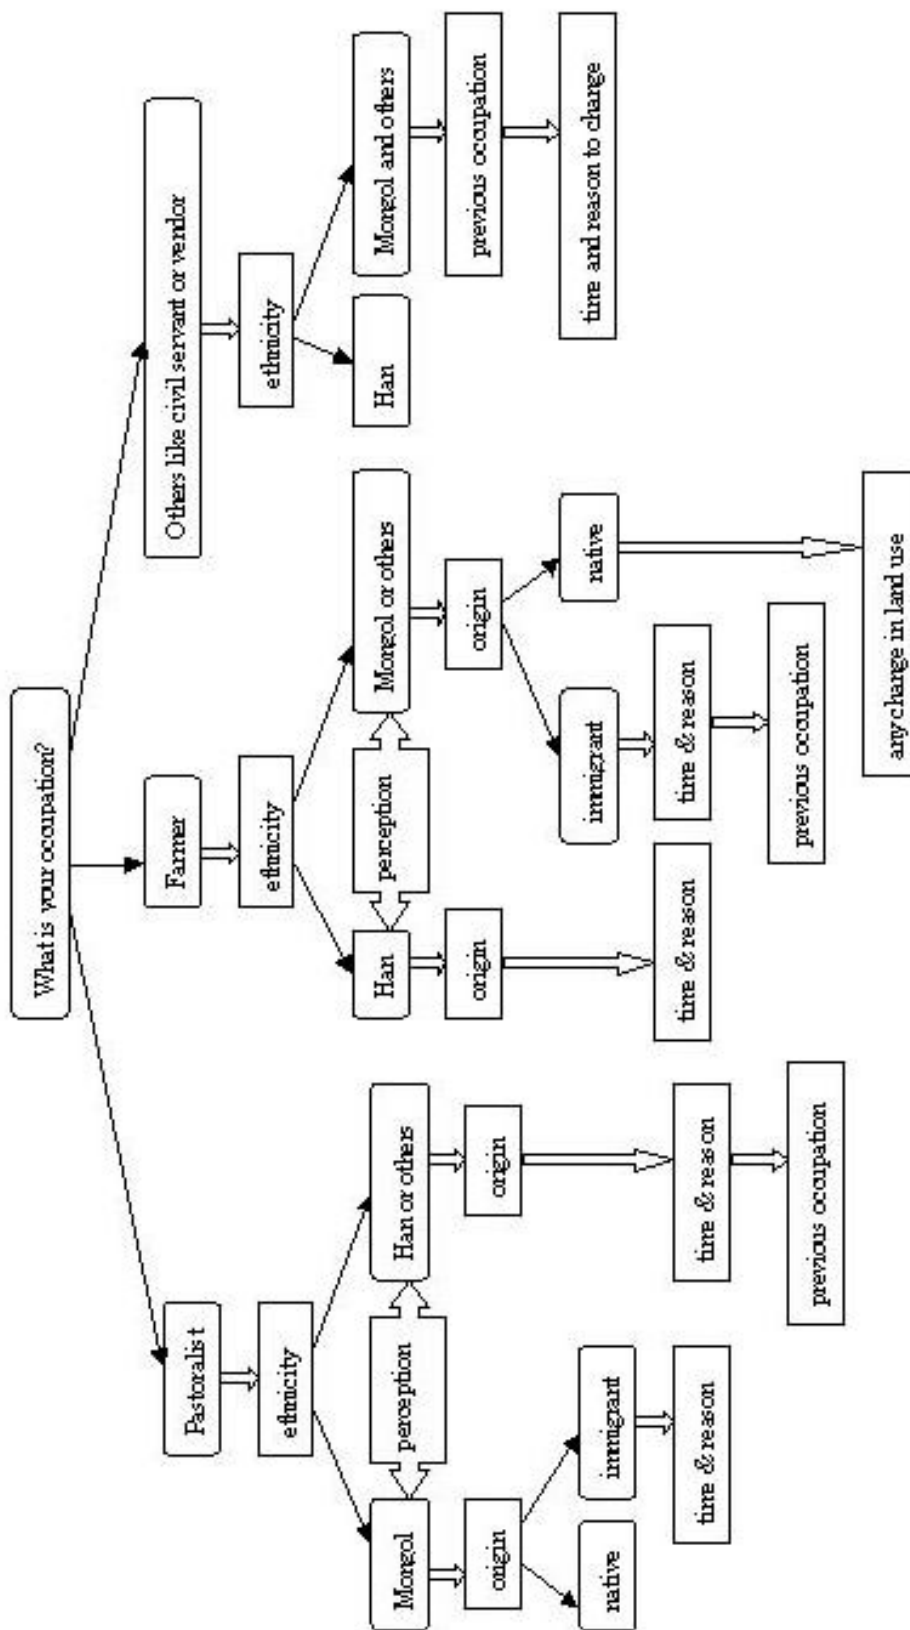 What is your occupation?
Pastoralist
Farmer
Others like civil servant or vendor
ethnicity
ethnicity
ethnicity
Mongol
perception
Han or others
Han
perception
Mongol or others
Han
Mongol and others
origin
origin
origin
origin
previous occupation
native
immigrant
immigrant
native
time and reason to change
time & reason
time & reason
time & reason
time & reason
previous occupation
previous occupation
any change in land use